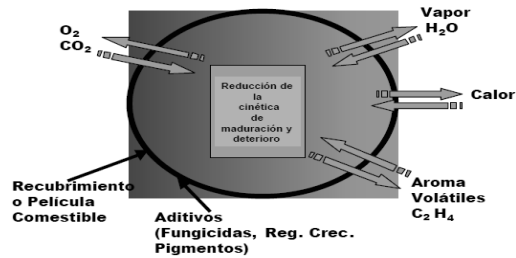 O2
CO2
Vapor
H2O
Reducción de
la
cinética
de
maduración y
deterioro
Calor
Recubrimiento
o Película
Comestible
Aditivos
(Fungicidas, Reg. Crec.
Pigmentos)
Aroma
Volátiles
C2 H4